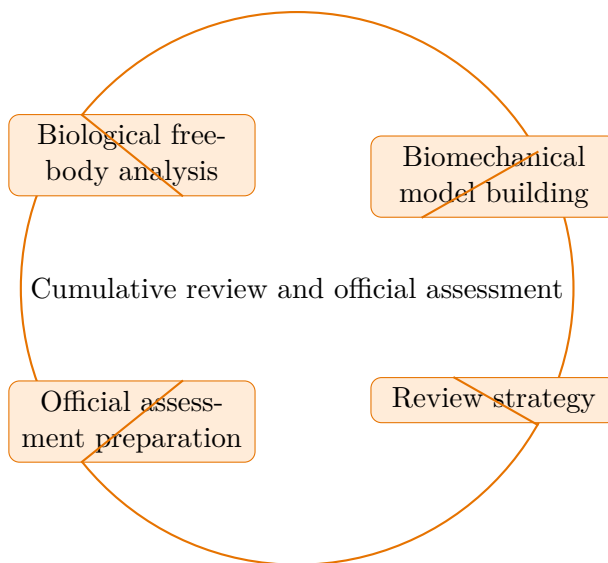 Biological free-
body analysis
Biomechanical
model building
Cumulative review and official assessment
Official assess-
ment preparation
Review strategy